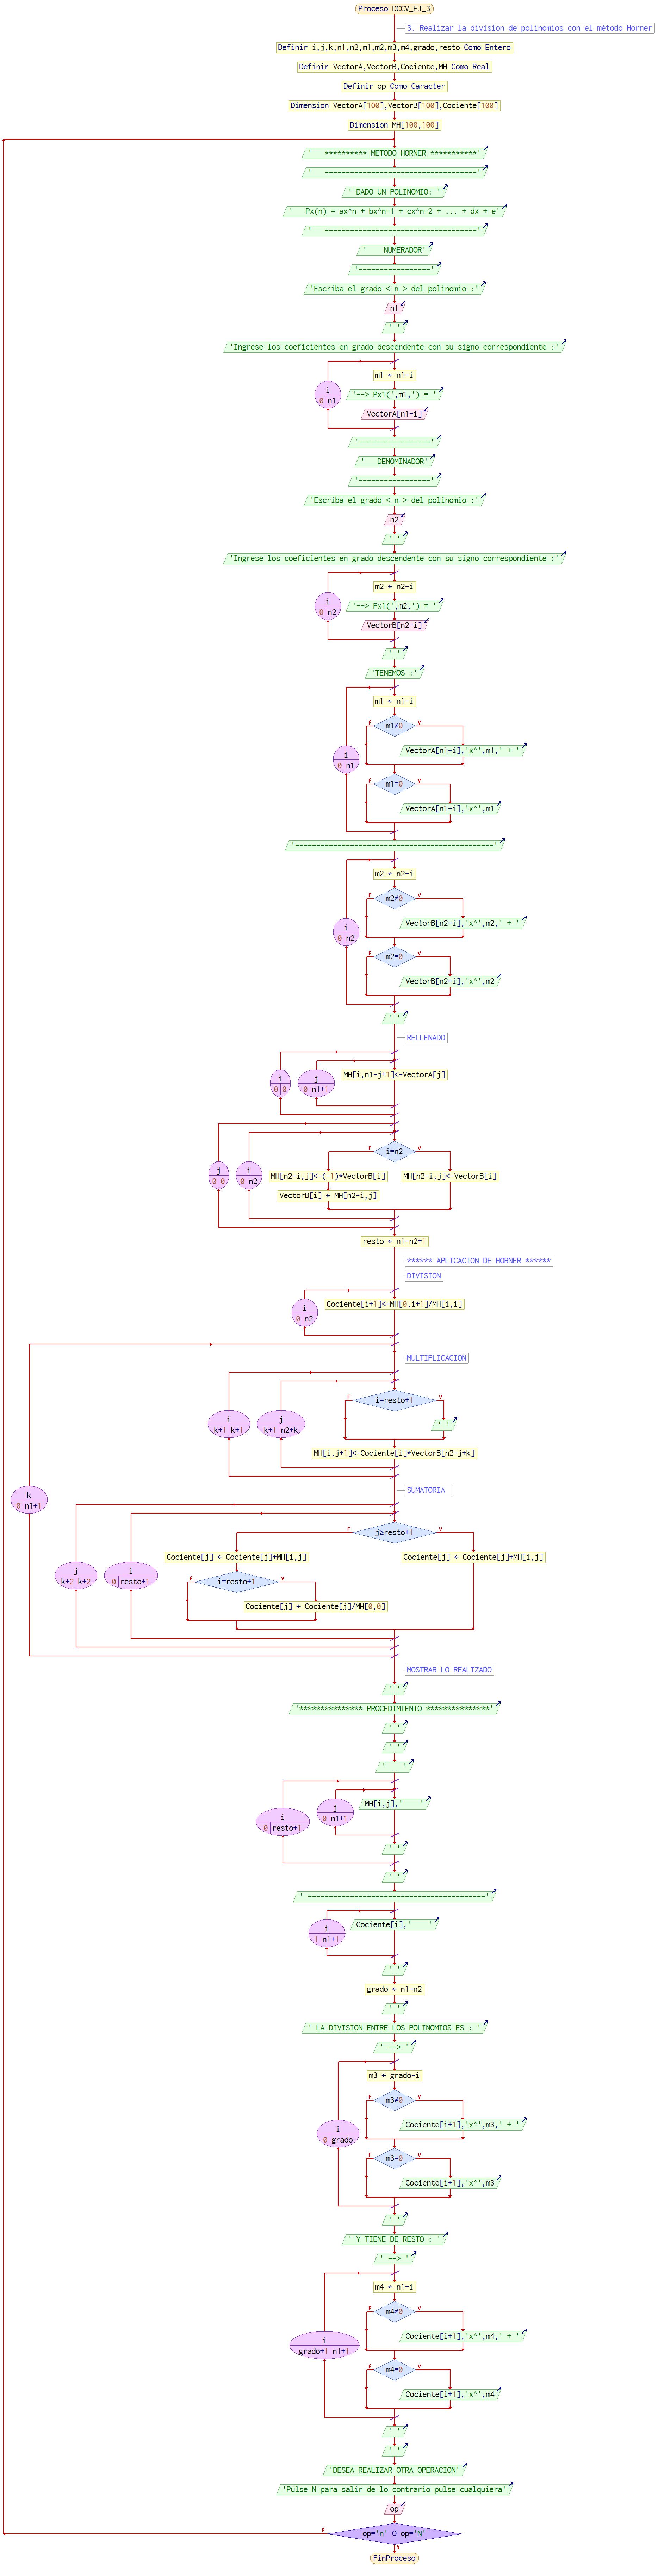 Proceso DCCV_EJ_3
3. Realizar la division de polinomios con el método Horner
Definir i,j,k,n1,n2,m1,m2,m3,m4,grado,resto Como Entero
Definir VectorA,VectorB,Cociente,MH Como Real
Definir op Como Caracter
Dimension VectorA[100],VectorB[100],Cociente[100]
Dimension MH[100,100]
'   ********** METODO HORNER ***********'
'   ------------------------------------'
' DADO UN POLINOMIO: '
'   Px(n) = ax^n + bx^n-1 + cx^n-2 + ... + dx + e'
'   ------------------------------------'
'    NUMERADOR'
'-----------------'
'Escriba el grado < n > del polinomio :'
n1
' '
'Ingrese los coeficientes en grado descendente con su signo correspondiente :'
m1 ← n1-i
i
0 n1
'--> Px1(',m1,') = '
VectorA[n1-i]
'-----------------'
'   DENOMINADOR'
'-----------------'
'Escriba el grado < n > del polinomio :'
n2
' '
'Ingrese los coeficientes en grado descendente con su signo correspondiente :'
m2 ← n2-i
i
0 n2
'--> Px1(',m2,') = '
VectorB[n2-i]
' '
'TENEMOS :'
m1 ← n1-i
F m1≠0 V
VectorA[n1-i],'x^',m1,' + '
i
0 n1
F m1=0 V
VectorA[n1-i],'x^',m1
'-----------------------------------------------'
m2 ← n2-i
F m2≠0 V
VectorB[n2-i],'x^',m2,' + '
i
0 n2
F m2=0 V
VectorB[n2-i],'x^',m2
' '
RELLENADO
i
0 0
j
0 n1+1
MH[i,n1-j+1]<-VectorA[j]
F i=n2 V
j
0 0
i
0 n2
MH[n2-i,j]<-(-1)*VectorB[i]
MH[n2-i,j]<-VectorB[i]
VectorB[i] ← MH[n2-i,j]
resto ← n1-n2+1
****** APLICACION DE HORNER ******
DIVISION
i
0 n2
Cociente[i+1]<-MH[0,i+1]/MH[i,i]
MULTIPLICACION
F i=resto+1 V
i
k+1 k+1
j
k+1 n2+k
' '
MH[i,j+1]<-Cociente[i]*VectorB[n2-j+k]
SUMATORIA
k
0 n1+1
F j≥resto+1 V
Cociente[j] ← Cociente[j]+MH[i,j]
Cociente[j] ← Cociente[j]+MH[i,j]
j
k+2 k+2
i
0 resto+1
F i=resto+1 V
Cociente[j] ← Cociente[j]/MH[0,0]
MOSTRAR LO REALIZADO
' '
'*************** PROCEDIMIENTO ***************'
' '
' '
'    '
i
0 resto+1
j
0 n1+1
MH[i,j],'    '
' '
' '
' ------------------------------------------'
i
1 n1+1
Cociente[i],'    '
' '
grado ← n1-n2
' '
' LA DIVISION ENTRE LOS POLINOMIOS ES : '
' --> '
m3 ← grado-i
F m3≠0 V
Cociente[i+1],'x^',m3,' + '
i
0 grado
F m3=0 V
Cociente[i+1],'x^',m3
' '
' Y TIENE DE RESTO : '
' --> '
m4 ← n1-i
F m4≠0 V
Cociente[i+1],'x^',m4,' + '
i
grado+1 n1+1
F m4=0 V
Cociente[i+1],'x^',m4
' '
' '
'DESEA REALIZAR OTRA OPERACION'
'Pulse N para salir de lo contrario pulse cualquiera'
op
F op='n' O op='N'
V
FinProceso